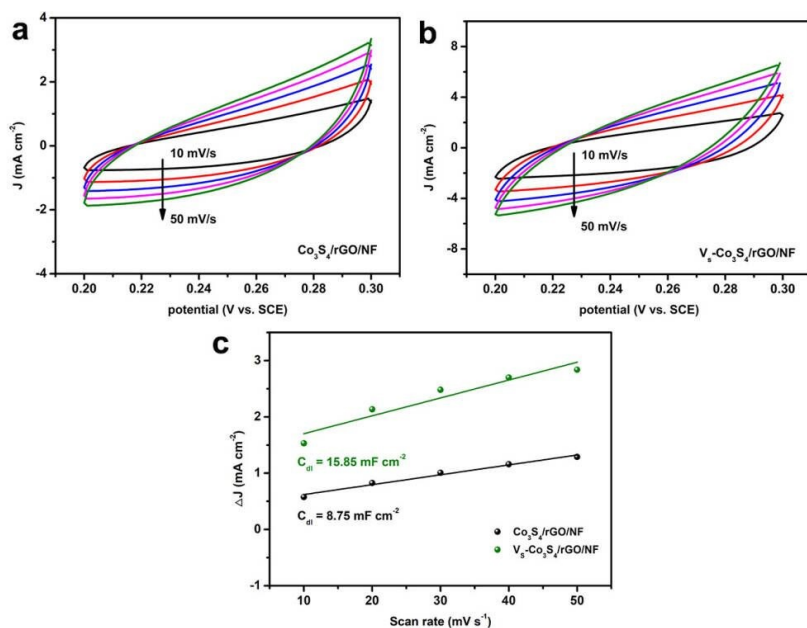 a
4
2
0
-2
-4
J (mA cm⁻²)
10 mV/s
50 mV/s
Co₃S₄/rGO/NF
0.20 0.22 0.24 0.26 0.28 0.30
potential (V vs. SCE)
b
8
4
0
-4
-8
J (mA cm⁻²)
10 mV/s
50 mV/s
Vₛ-Co₃S₄/rGO/NF
0.20 0.22 0.24 0.26 0.28 0.30
potential (V vs. SCE)
c
3
2
1
0
-1
△J (mA cm⁻²)
C_dl = 15.85 mF cm⁻²
C_dl = 8.75 mF cm⁻²
Co₃S₄/rGO/NF
V_S-Co₃S₄/rGO/NF
10 20 30 40 50
Scan rate (mV s⁻¹)